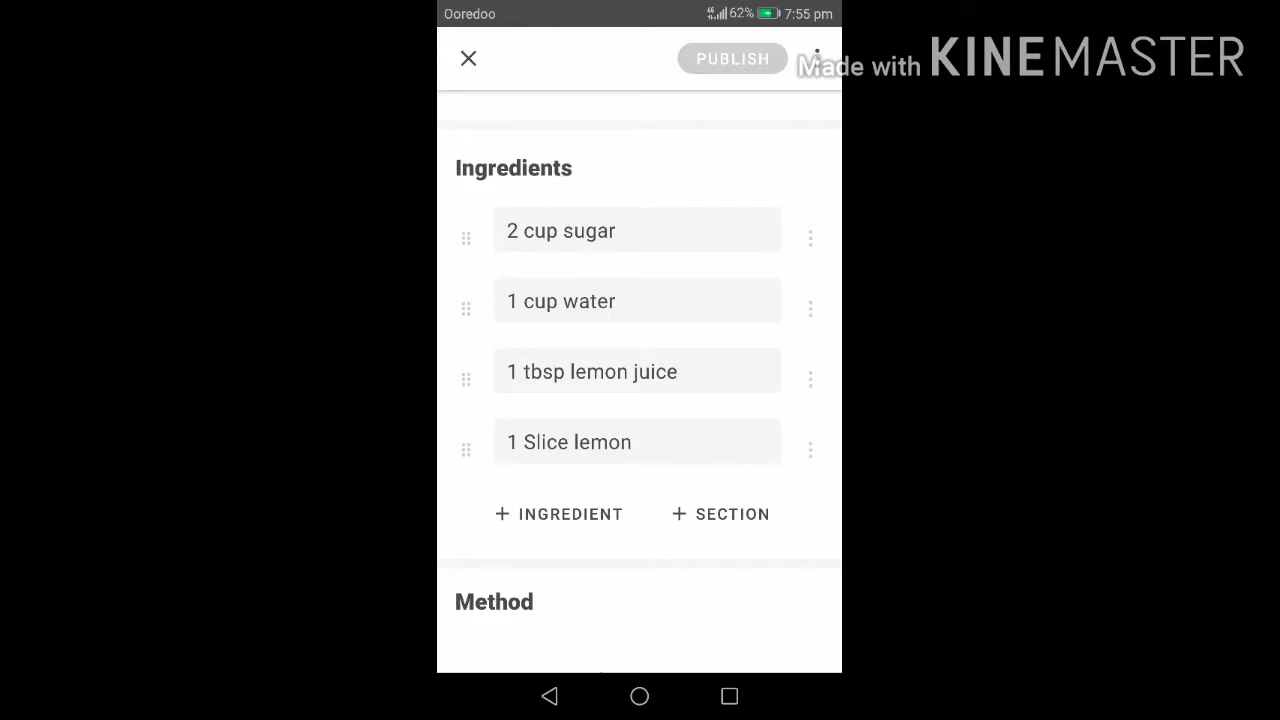 Ooredoo 4G 62% 7:55 pm
PUBLISH
Made with KINEMASTER
Ingredients
2 cup sugar
1 cup water
1 tbsp lemon juice
1 Slice lemon
+ INGREDIENT + SECTION
Method